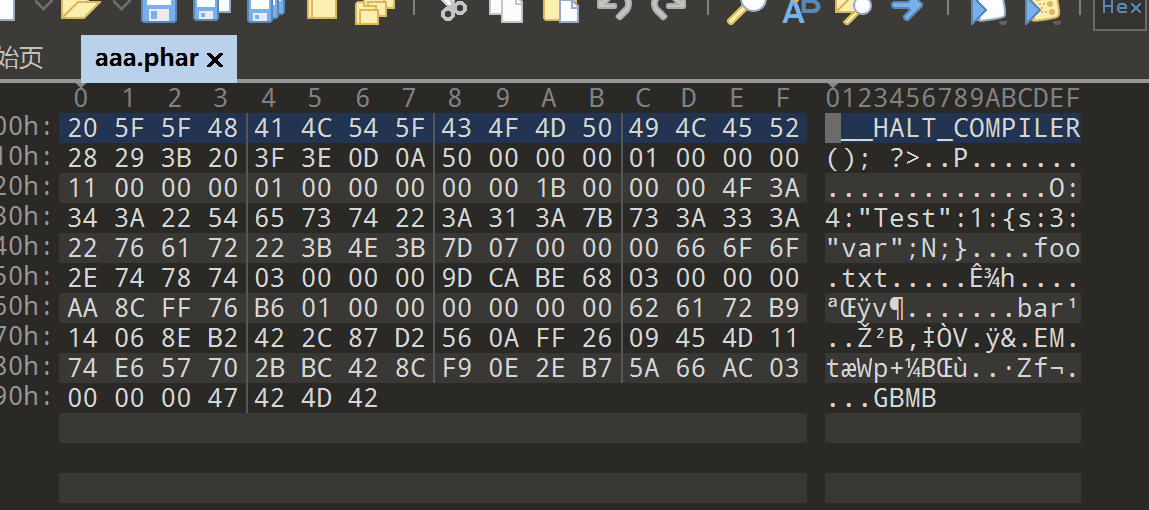 Hex
始页
aaa.phar ×
0 1 2 3 4 5 6 7 8 9 A B C D E F 0123456789ABCDEF
00h: 20 5F 5F 48 41 4C 54 5F 43 4F 4D 50 49 4C 45 52 __HALT_COMPILER
10h: 28 29 3B 20 3F 3E 0D 0A 50 00 00 00 01 00 00 00 (); ?>..P.......
20h: 11 00 00 00 01 00 00 00 00 00 1B 00 00 00 4F 3A ..............O:
30h: 34 3A 22 54 65 73 74 22 3A 31 3A 7B 73 3A 33 3A 4:"Test":1:{s:3:
40h: 22 76 61 72 22 3B 4E 3B 7D 07 00 00 00 66 6F 6F "var";N;}....foo
50h: 2E 74 78 74 03 00 00 00 9D CA BE 68 03 00 00 00 .txt.....Ê¾h....
60h: AA 8C FF 76 B6 01 00 00 00 00 00 00 62 61 72 B9 ªŒÿv¶.......bar¹
70h: 14 06 8E B2 42 2C 87 D2 56 0A FF 26 09 45 4D 11 ..Ž²B,‡ÒV.ÿ&.EM.
80h: 74 E6 57 70 2B BC 42 8C F9 0E 2E B7 5A 66 AC 03 tæWp+¼BŒù..·Zf¬.
90h: 00 00 00 47 42 4D 42 ...GBMB